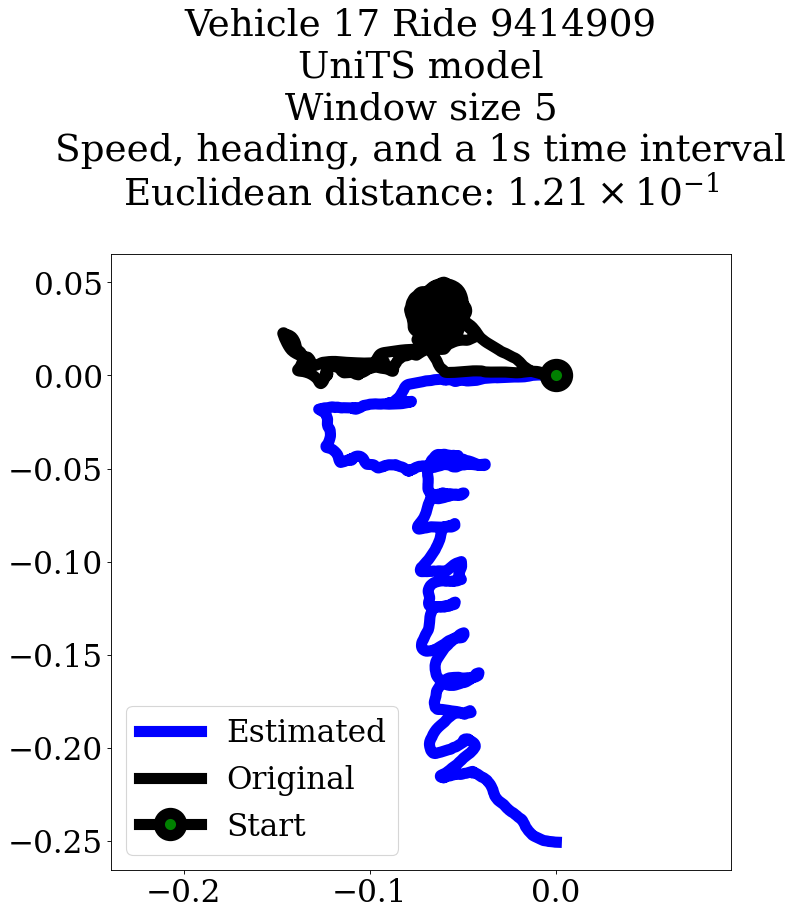 Vehicle 17 Ride 9414909
UniTS model
Window size 5
Speed, heading, and a 1s time interval
Euclidean distance: 1.21 × 10⁻¹
0.05
0.00
−0.05
−0.10
−0.15
−0.20
−0.25
Estimated
Original
Start
−0.2
−0.1
0.0